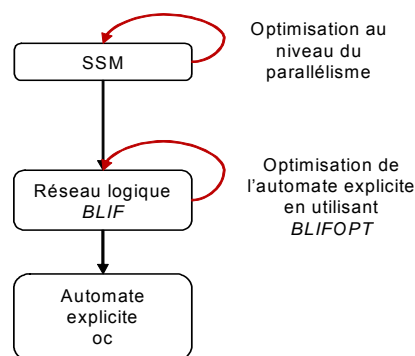 Optimisation au
niveau du
parallélisme
SSM
Optimisation de
l'automate explicite
en utilisant
BLIFOPT
Réseau logique
BLIF
Automate
explicite
oc